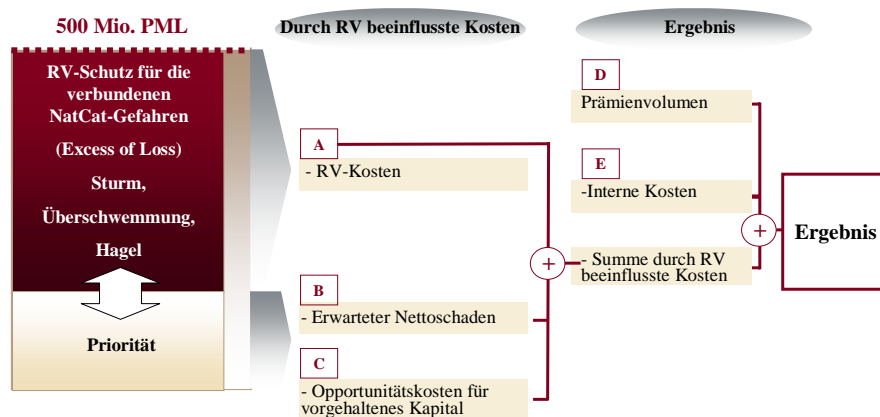 500 Mio. PML
RV-Schutz für die
verbundenen
NatCat-Gefahren
(Excess of Loss)
Sturm,
Überschwemmung,
Hagel
Priorität
Durch RV beeinflusste Kosten
A
- RV-Kosten
B
- Erwarteter Nettoschaden
C
- Opportunitätskosten für
vorgehaltenes Kapital
+
Ergebnis
D
Prämienvolumen
E
-Interne Kosten
- Summe durch RV
beeinflusste Kosten
+
Ergebnis